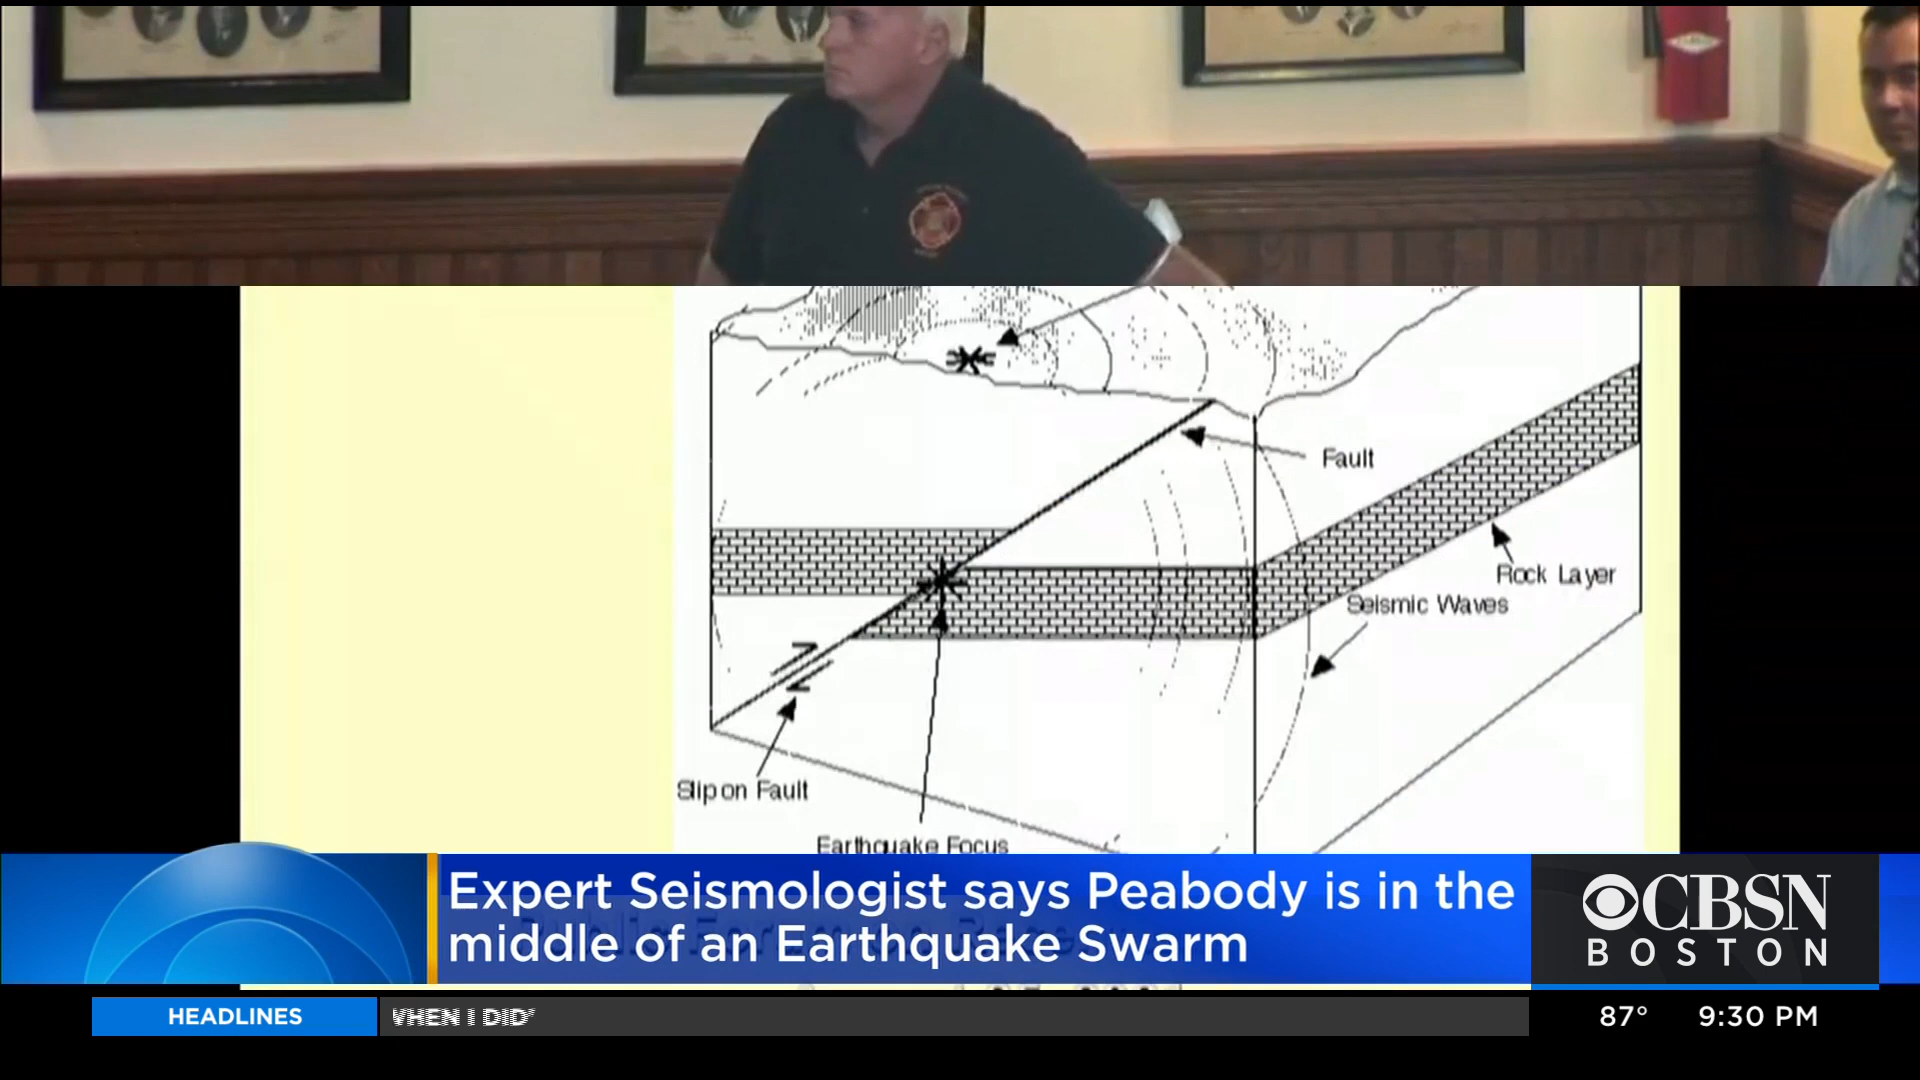 Fault
Rock Layer
Seismic Waves
Slip on Fault
Earthquake Focus
Expert Seismologist says Peabody is in the
middle of an Earthquake Swarm
CBSN
BOSTON
HEADLINES
WHEN I DID'
87°
9:30 PM